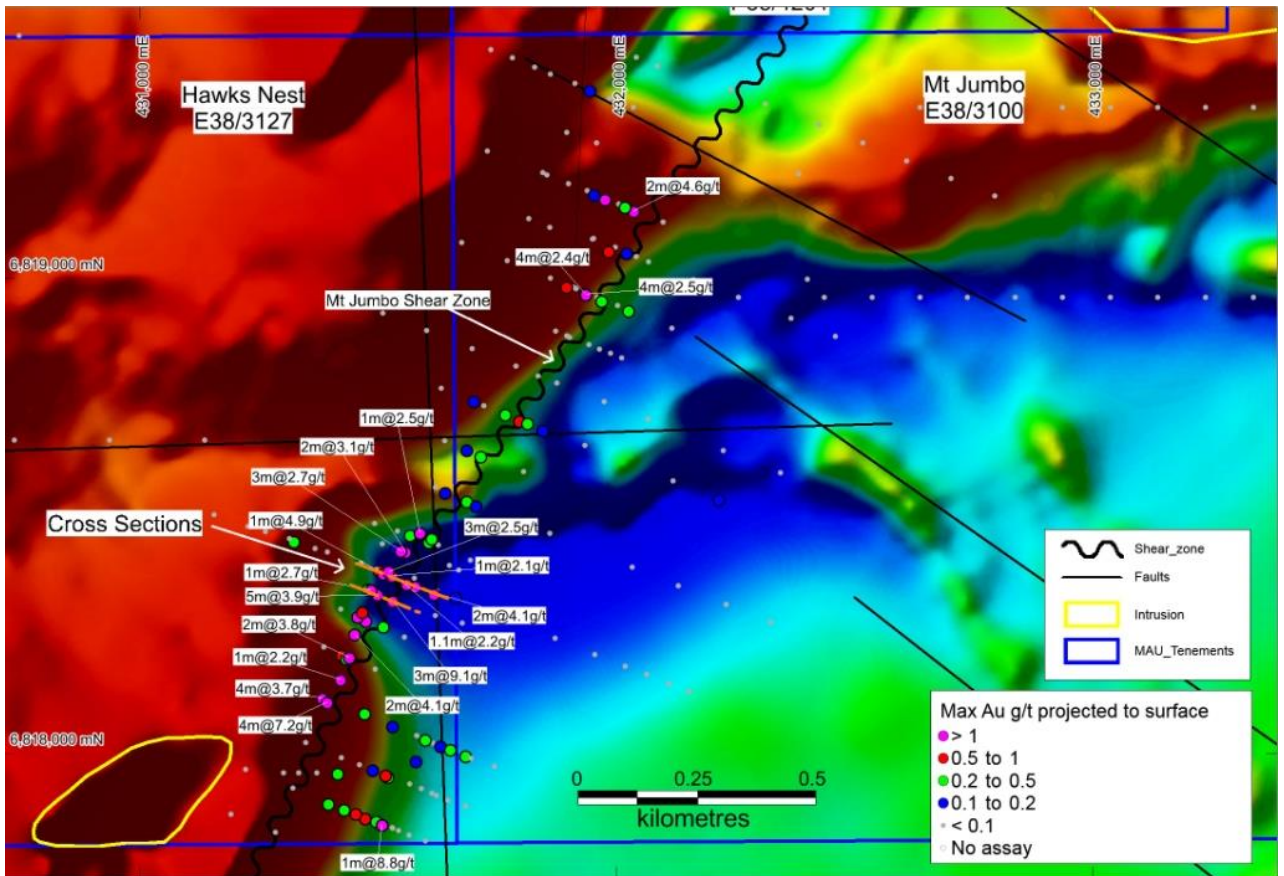 431,000 mE
432,000 mE
433,000 mE
Hawks Nest
E38/3127
Mt Jumbo
E38/3100
2m@4.6g/t
6,819,000 mN
4m@2.4g/t
4m@2.5g/t
Mt Jumbo Shear Zone
1m@2.5g/t
2m@3.1g/t
3m@2.7g/t
Cross Sections
1m@4.9g/t
3m@2.5g/t
1m@2.7g/t
1m@2.1g/t
5m@3.9g/t
2m@4.1g/t
2m@3.8g/t
1.1m@2.2g/t
1m@2.2g/t
3m@9.1g/t
4m@3.7g/t
2m@4.1g/t
4m@7.2g/t
6,818,000 mN
1m@8.8g/t
0 0.25 0.5
kilometres
Shear_zone
Faults
Intrusion
MAU_Tenements
Max Au g/t projected to surface
> 1
0.5 to 1
0.2 to 0.5
0.1 to 0.2
< 0.1
No assay